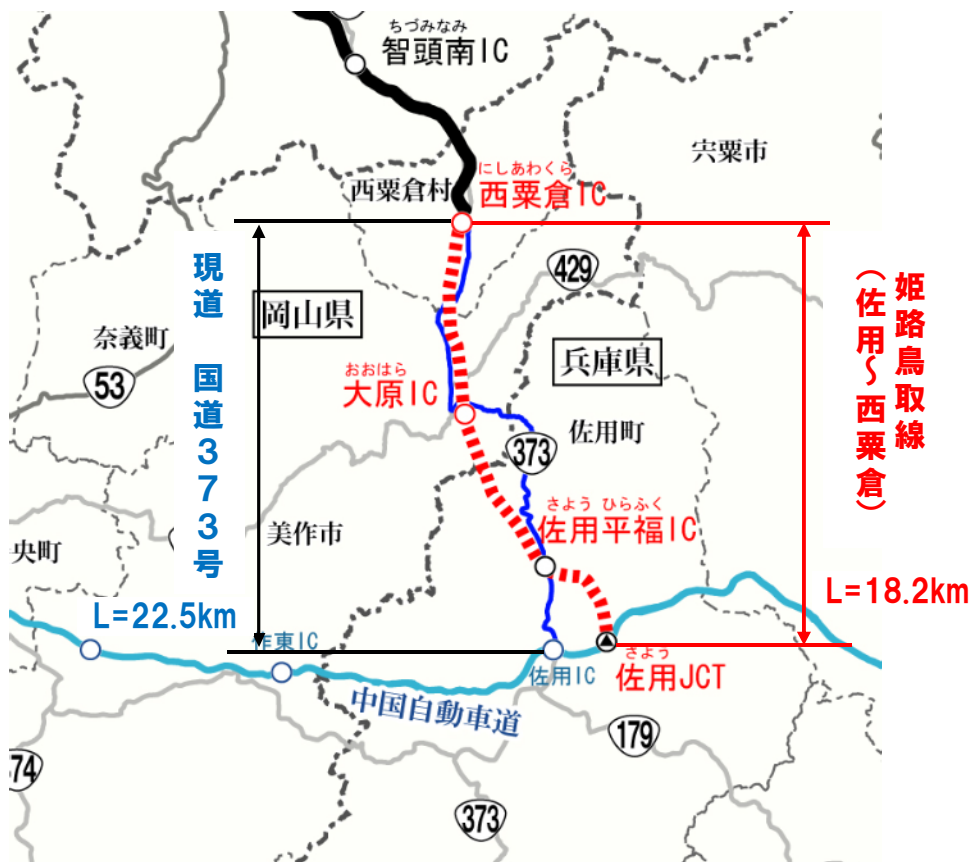 ちづみなみ
智頭南IC
宍粟市
にしあわくら
西粟倉IC
西粟倉村
429
岡山県
奈義町
53
兵庫県
おおはら
大原IC
佐用町
373
現道 国道373号
L=22.5km
姫路鳥取線
(佐用~西粟倉)
L=18.2km
さよう ひらふく
佐用平福IC
美作市
央町
作東IC
佐用IC
さよう
佐用JCT
中国自動車道
179
374
373